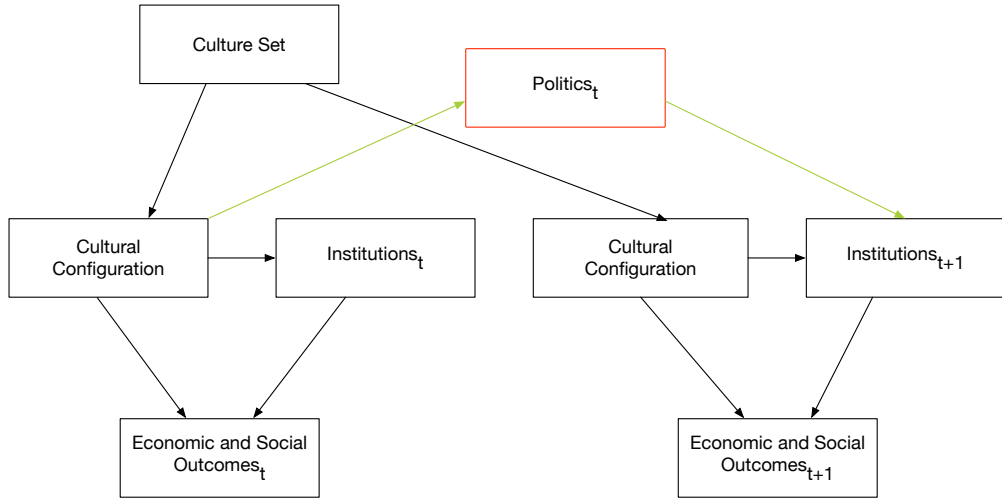 Culture Set
Politics_t
Cultural
Configuration
Institutions_t
Cultural
Configuration
Institutions_t+1
Economic and Social
Outcomes_t
Economic and Social
Outcomes_t+1